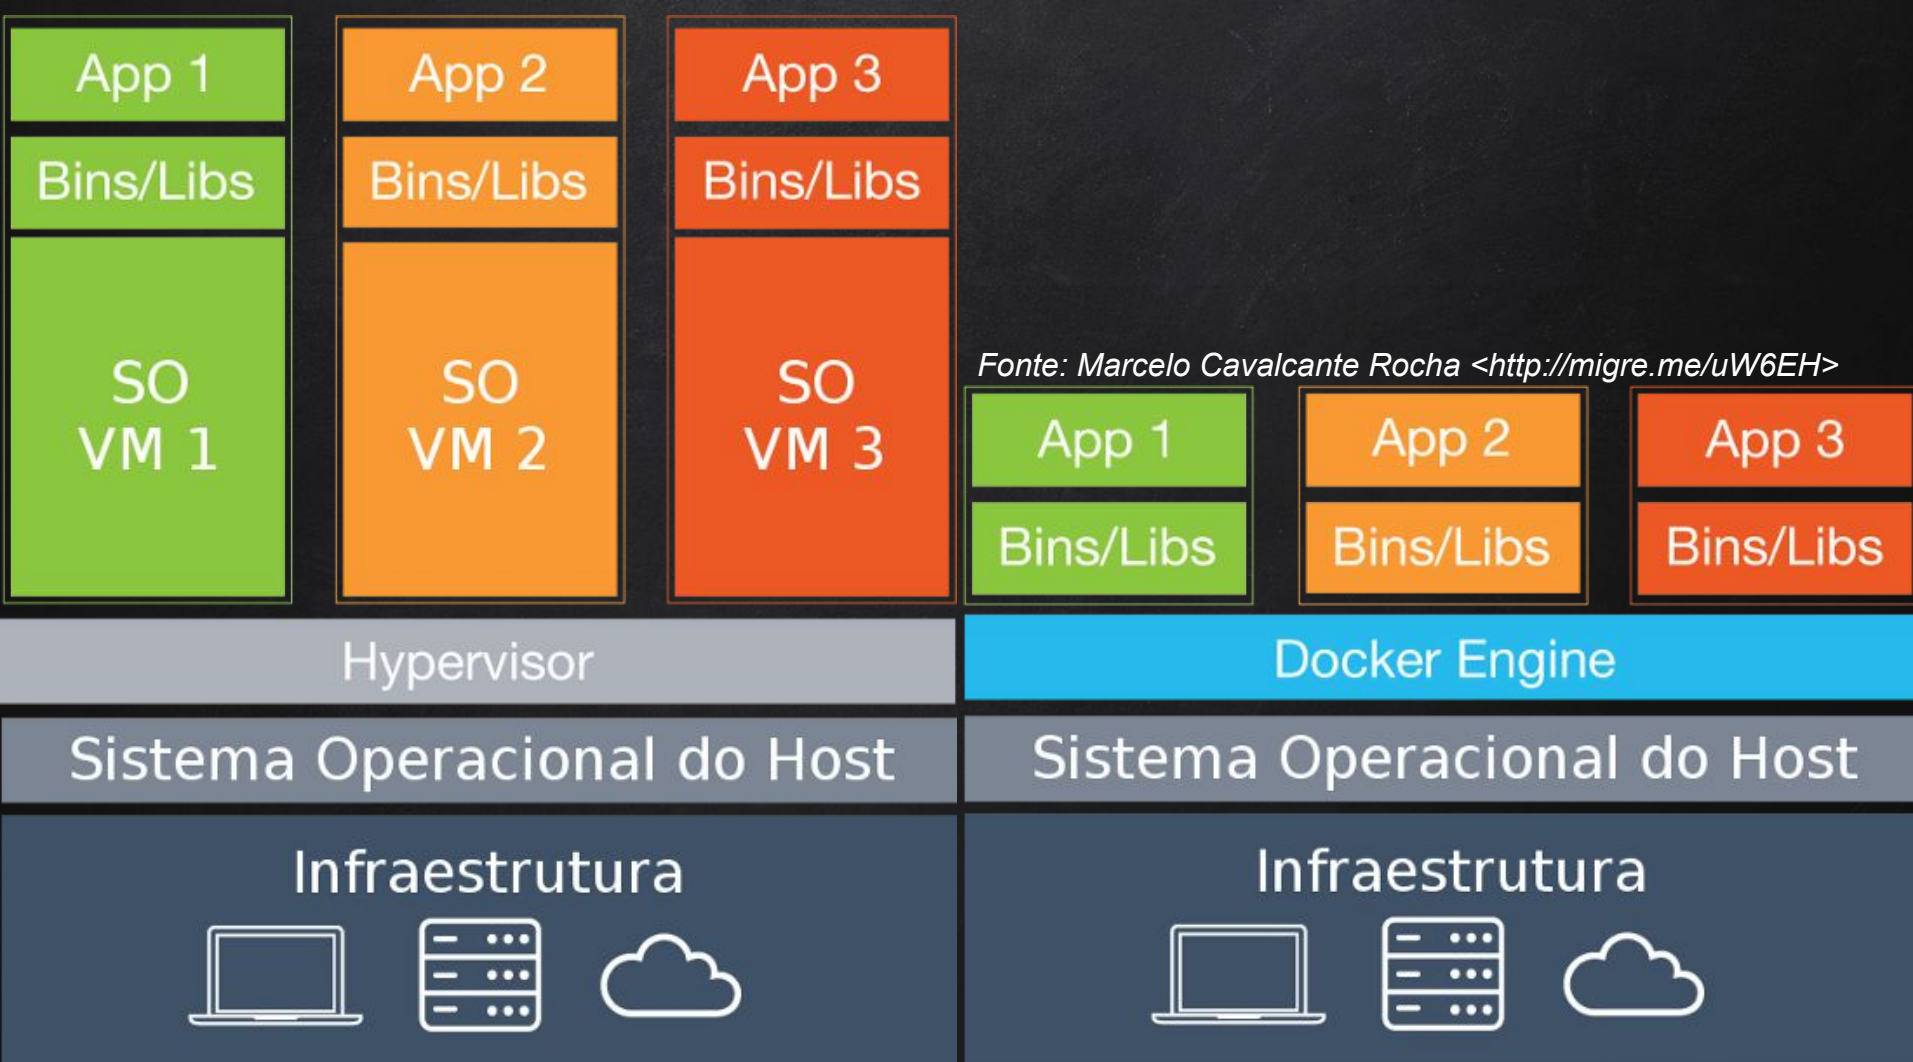 App 1
App 2
App 3
Bins/Libs
Bins/Libs
Bins/Libs
SO
VM 1
SO
VM 2
SO
VM 3
Hypervisor
Sistema Operacional do Host
Infraestrutura
Fonte: Marcelo Cavalcante Rocha <http://migre.me/uW6EH>
App 1
App 2
App 3
Bins/Libs
Bins/Libs
Bins/Libs
Docker Engine
Sistema Operacional do Host
Infraestrutura